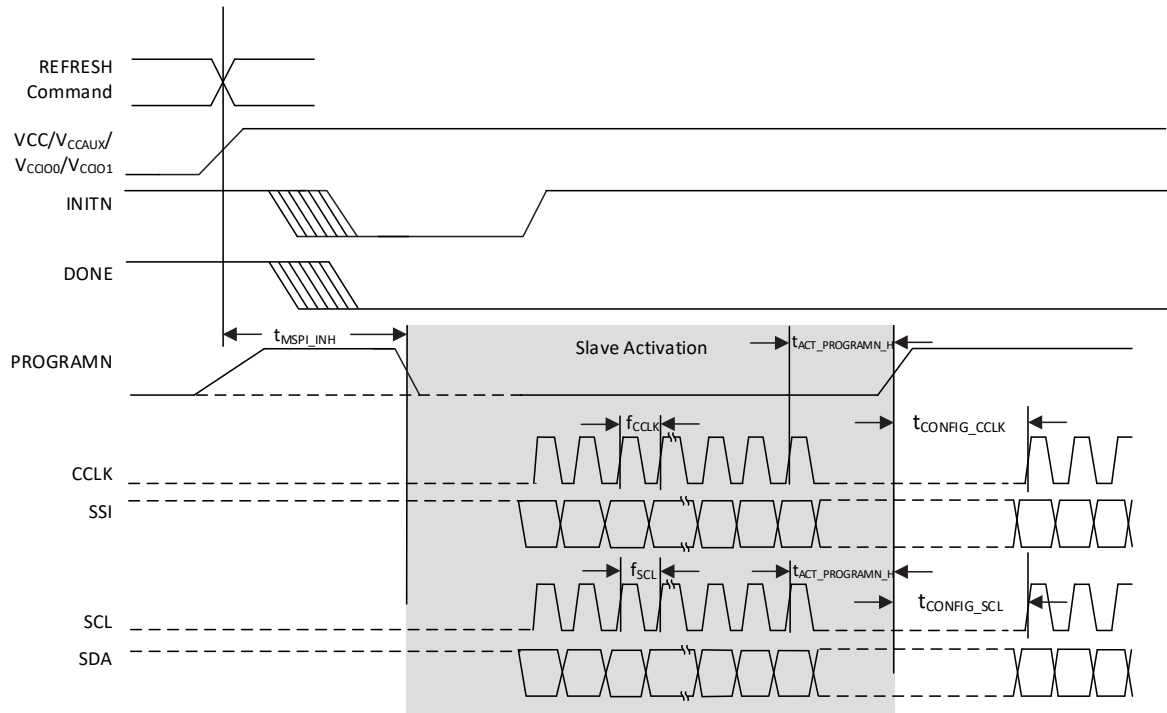 REFRESH
Command
VCC/VCCAUX/
VCCIO0/VCCIO1
INITN
DONE
tMSPI_INH
Slave Activation
tACT_PROGRAMN_H
PROGRAMN
fCCLK
tCONFIG_CCLK
CCLK
SSI
fSCL
tACT_PROGRAMN_H
tCONFIG_SCL
SCL
SDA